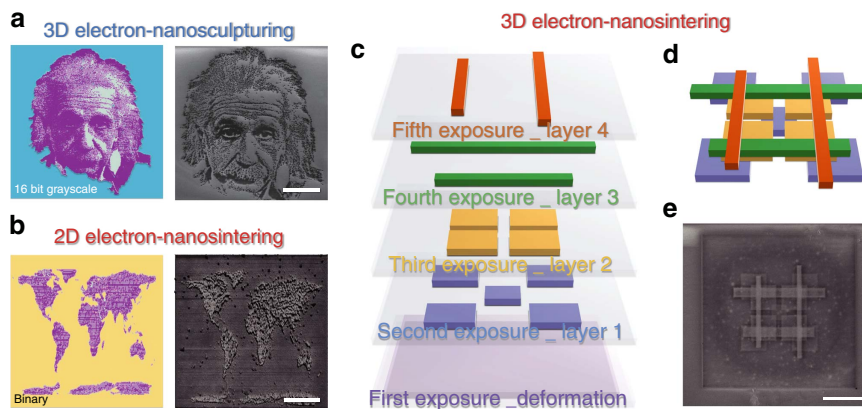 a
3D electron-nanosculpturing
16 bit grayscale
b
2D electron-nanosintering
Binary
3D electron-nanosintering
c
Fifth exposure _ layer 4
Fourth exposure _ layer 3
Third exposure _ layer 2
Second exposure _ layer 1
First exposure _deformation
d
e